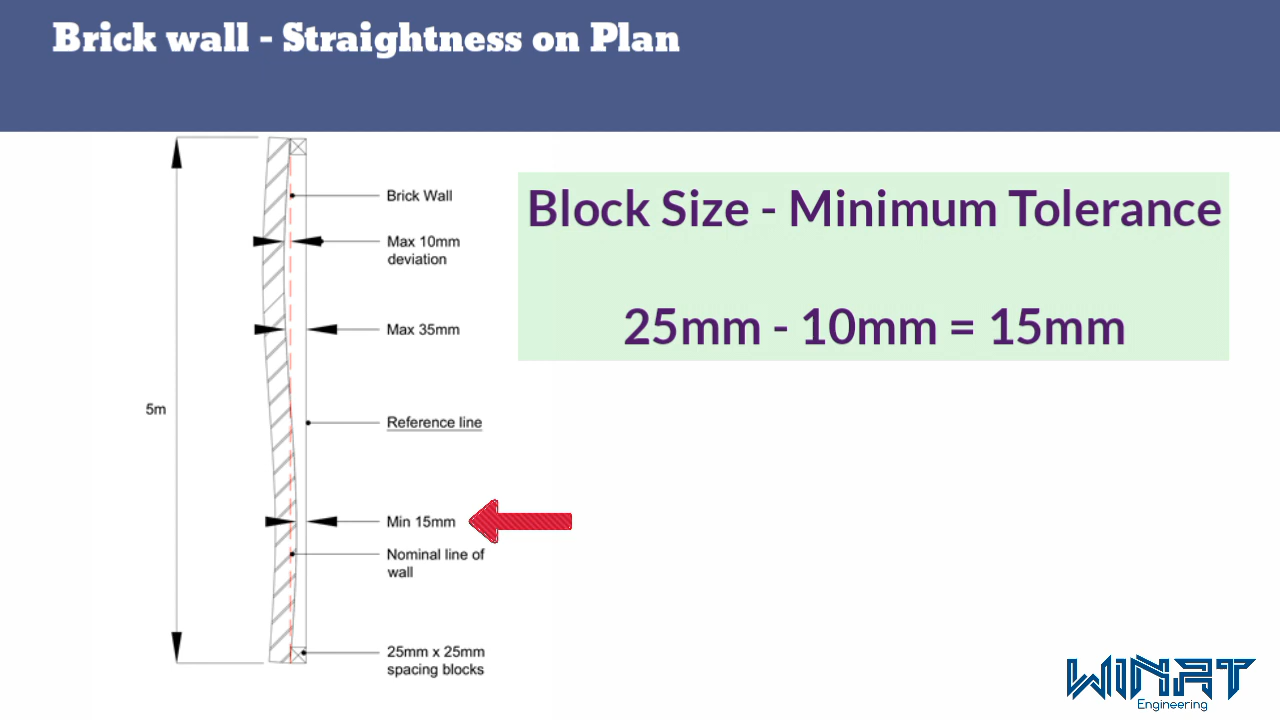 Brick wall - Straightness on Plan
Block Size - Minimum Tolerance
25mm - 10mm = 15mm
5m
Brick Wall
Max 10mm
deviation
Max 35mm
Reference line
Min 15mm
Nominal line of
wall
25mm x 25mm
spacing blocks
WINAT
Engineering